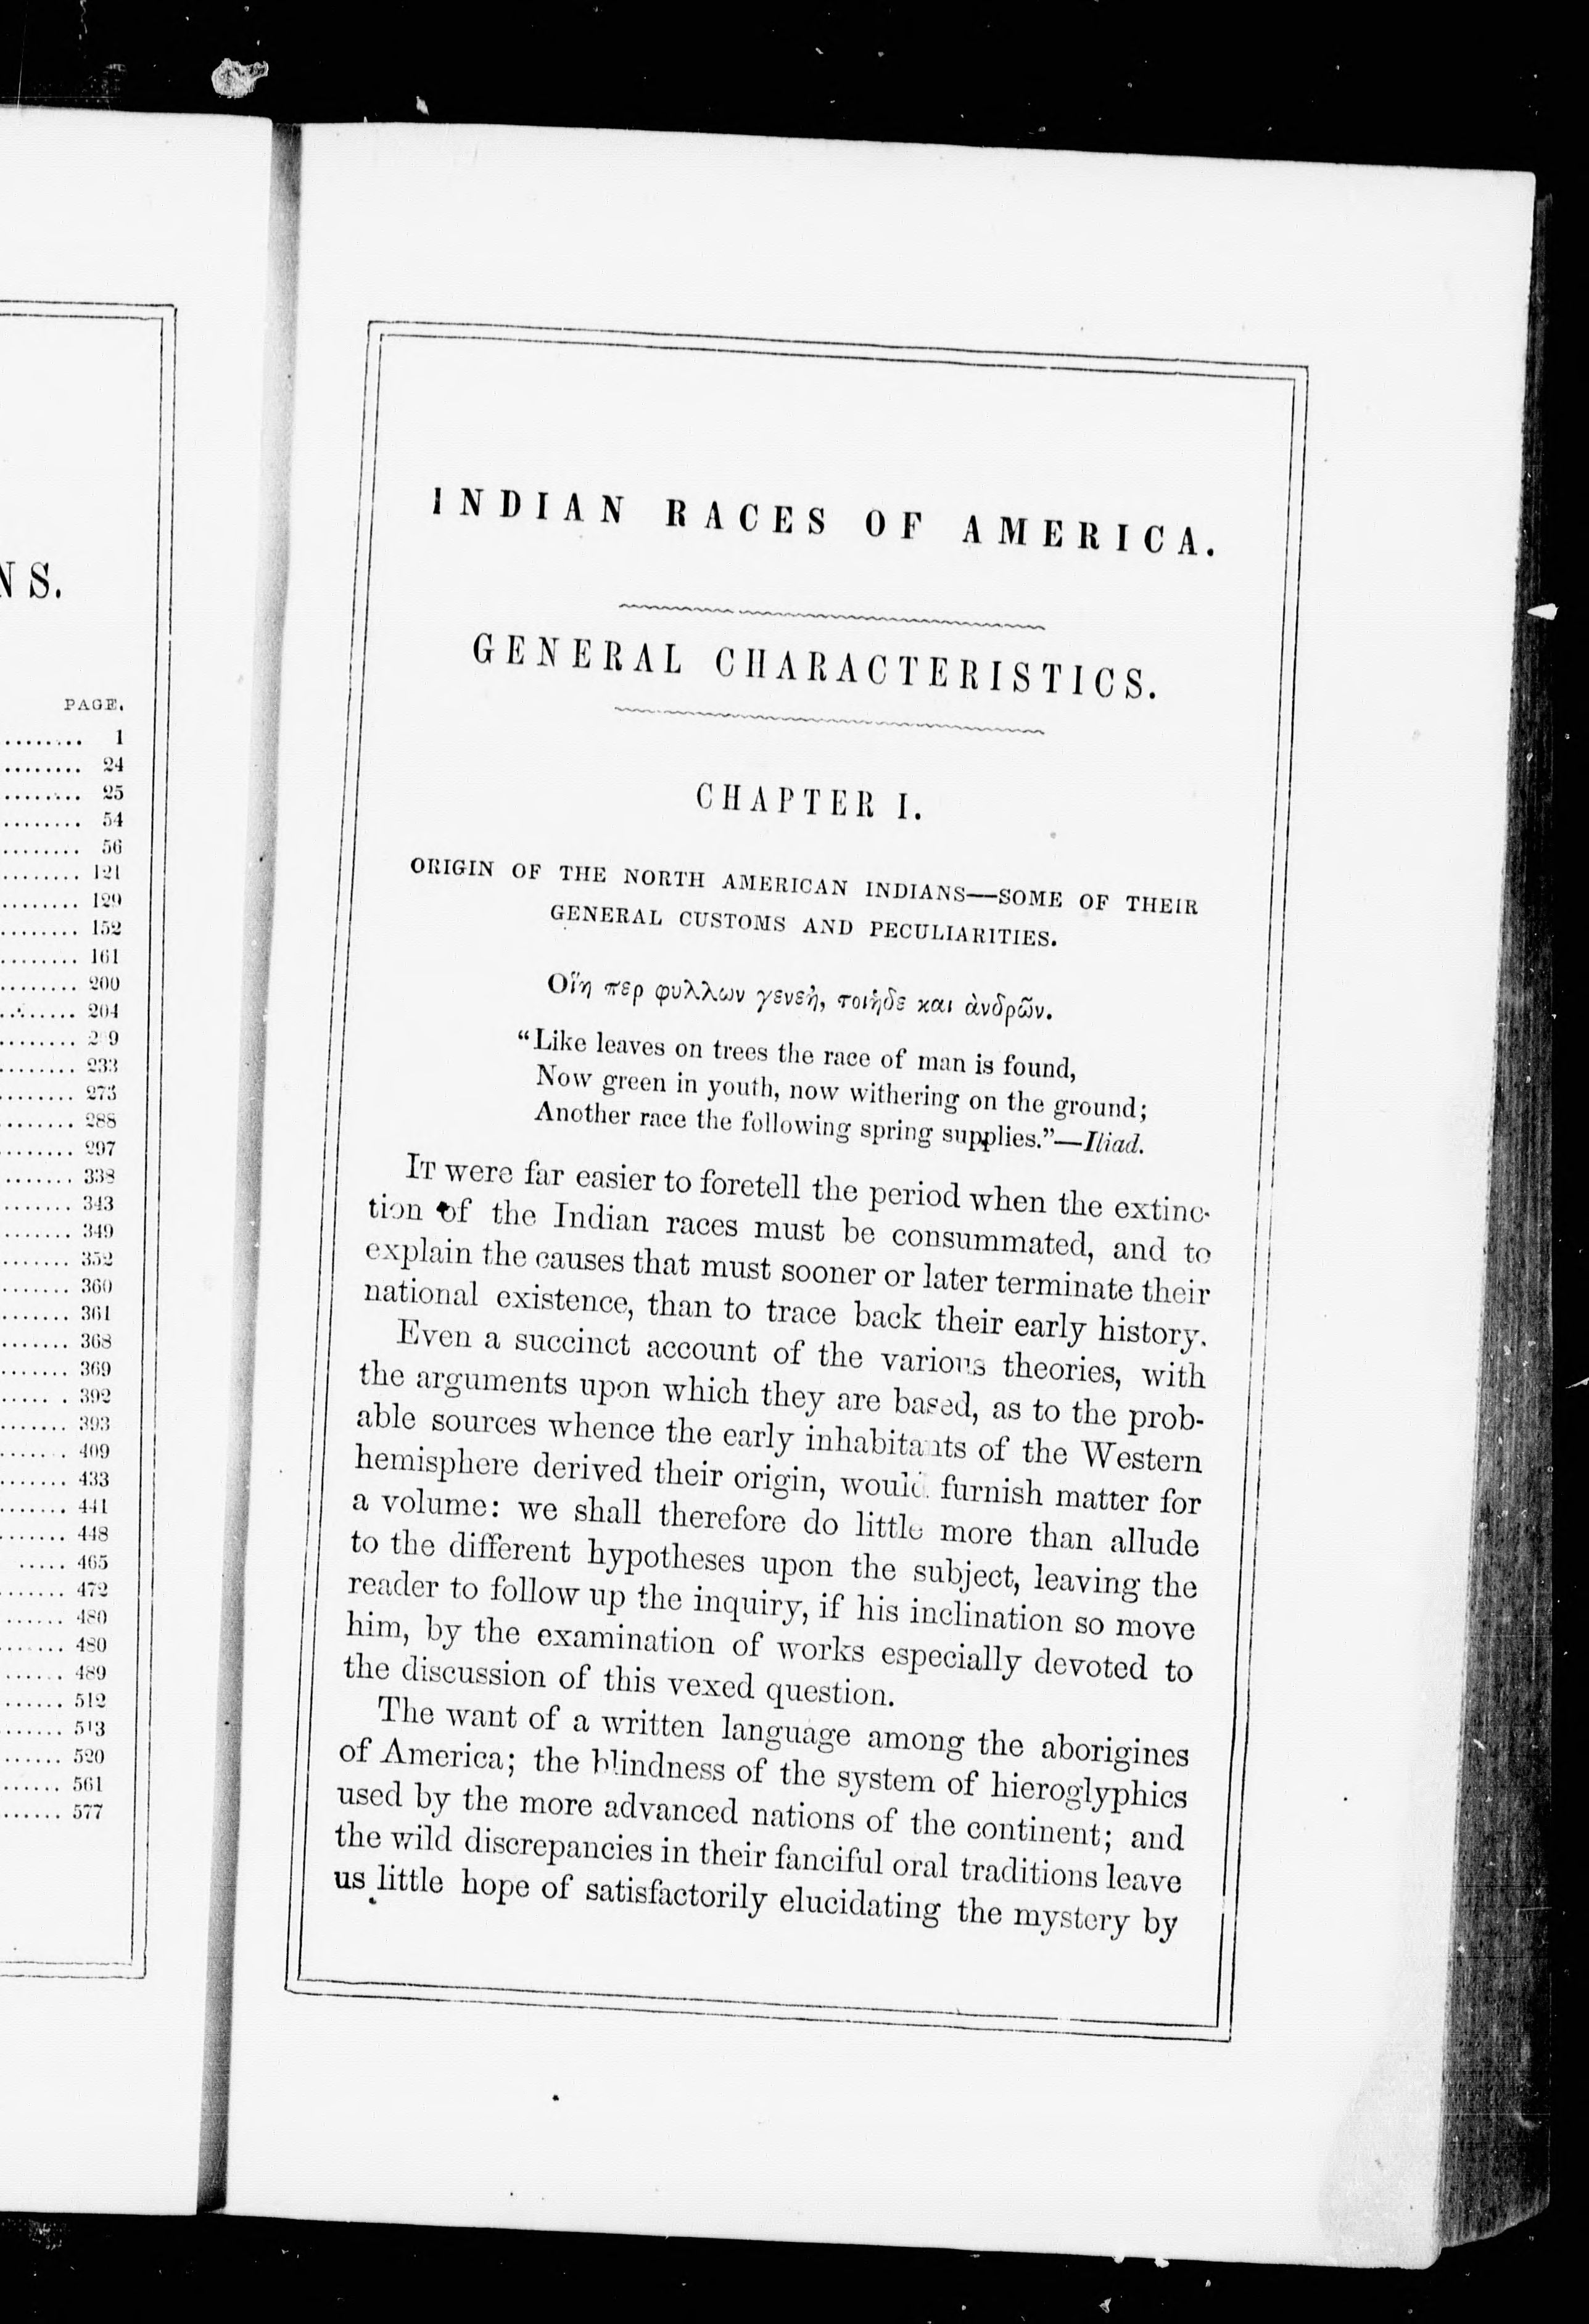 NS.
PAGE.
1
24
25
54
56
121
129
152
161
200
204
233
273
288
297
338
343
349
352
360
361
368
369
392
393
409
433
441
448
465
472
480
480
489
512
513
520
561
577
INDIAN RACES OF AMERICA.
GENERAL CHARACTERISTICS.
CHAPTER I.
ORIGIN OF THE NORTH AMERICAN INDIANS—SOME OF THEIR
GENERAL CUSTOMS AND PECULIARITIES.
Οἵη περ φυλλων γενεὴ, τοιήδε και ἀνδρῶν.
“Like leaves on trees the race of man is found,
Now green in youth, now withering on the ground;
Another race the following spring supplies.”—Iliad.
It were far easier to foretell the period when the extinc-
tion of the Indian races must be consummated, and to
explain the causes that must sooner or later terminate their
national existence, than to trace back their early history.
Even a succinct account of the various theories, with
the arguments upon which they are based, as to the prob-
able sources whence the early inhabitants of the Western
hemisphere derived their origin, would furnish matter for
a volume: we shall therefore do little more than allude
to the different hypotheses upon the subject, leaving the
reader to follow up the inquiry, if his inclination so move
him, by the examination of works especially devoted to
the discussion of this vexed question.
The want of a written language among the aborigines
of America; the blindness of the system of hieroglyphics
used by the more advanced nations of the continent; and
the wild discrepancies in their fanciful oral traditions leave
us little hope of satisfactorily elucidating the mystery by